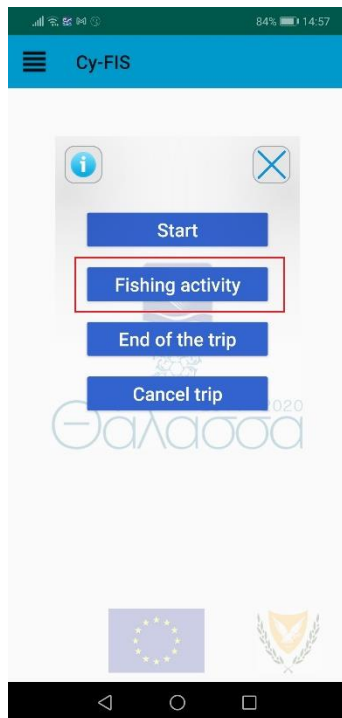 84% 14:57
Cy-FIS
Start
Fishing activity
End of the trip
Cancel trip
2020
Θαλασσα